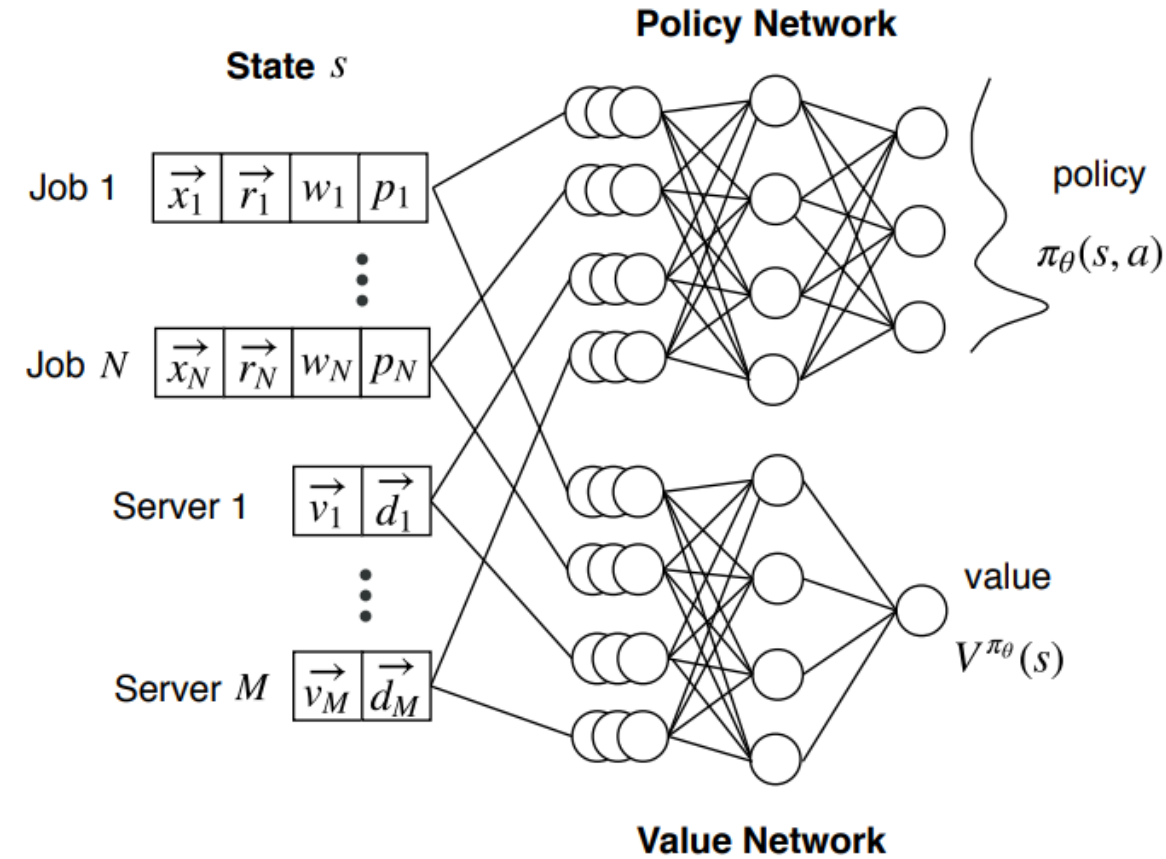 Policy Network
State s
Job 1 x⃗₁ r⃗₁ w₁ p₁
policy
π_θ(s, a)
Job N x⃗_N r⃗_N w_N p_N
Server 1 v⃗₁ d⃗₁
value
V^{π_θ}(s)
Server M v⃗_M d⃗_M
Value Network